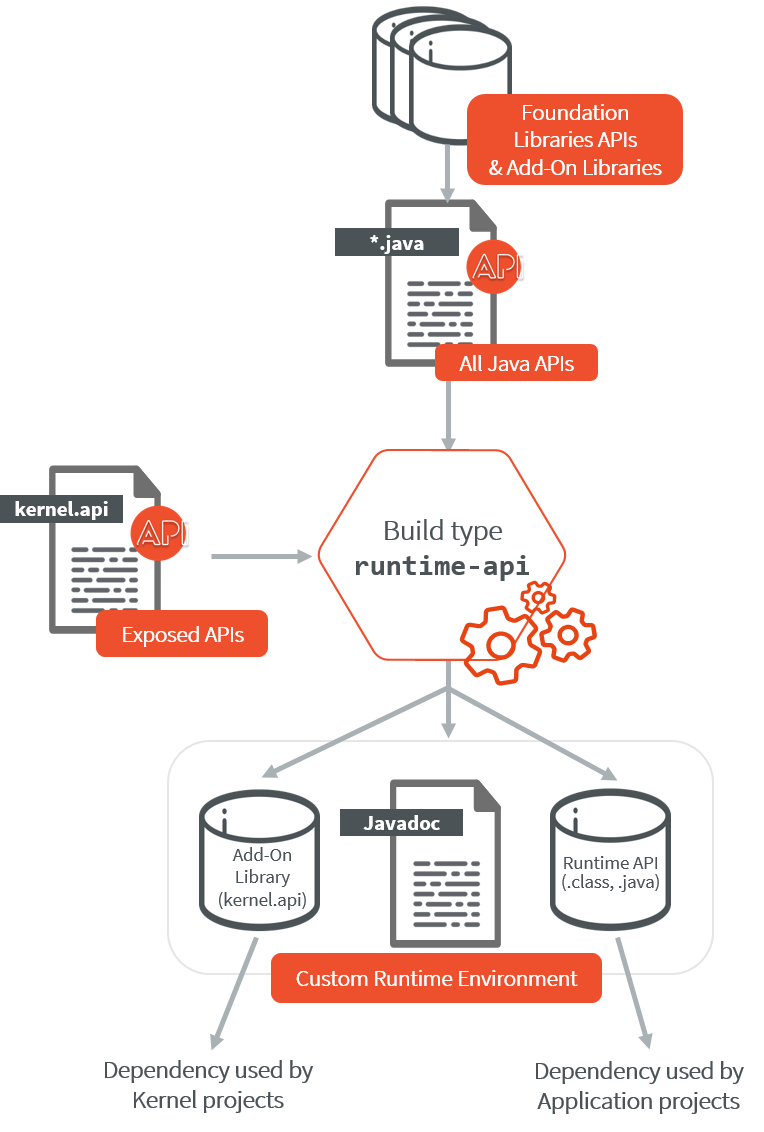 Foundation
Libraries APIs
& Add-On Libraries
*.java
API
All Java APIs
kernel.api
API
Exposed APIs
Build type
runtime-api
Add-On
Library
(kernel.api)
Javadoc
Runtime API
(.class, .java)
Custom Runtime Environment
Dependency used by
Kernel projects
Dependency used by
Application projects